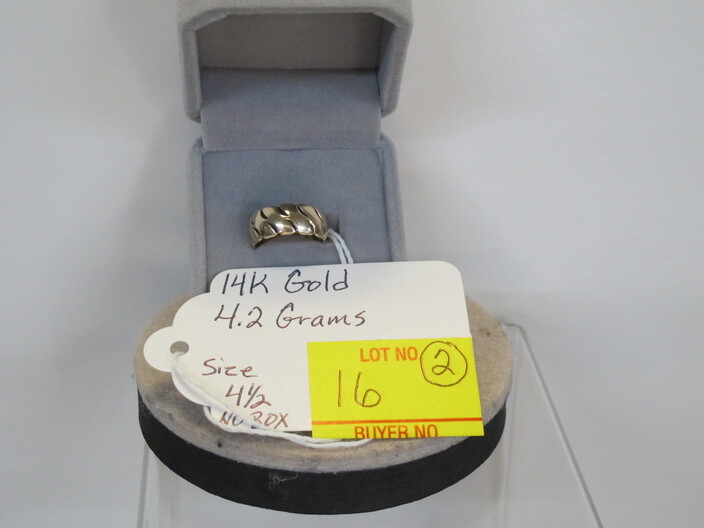 14K Gold
4.2 Grams
Size
4½
NO BOX
LOT NO
2
16
BUYER NO